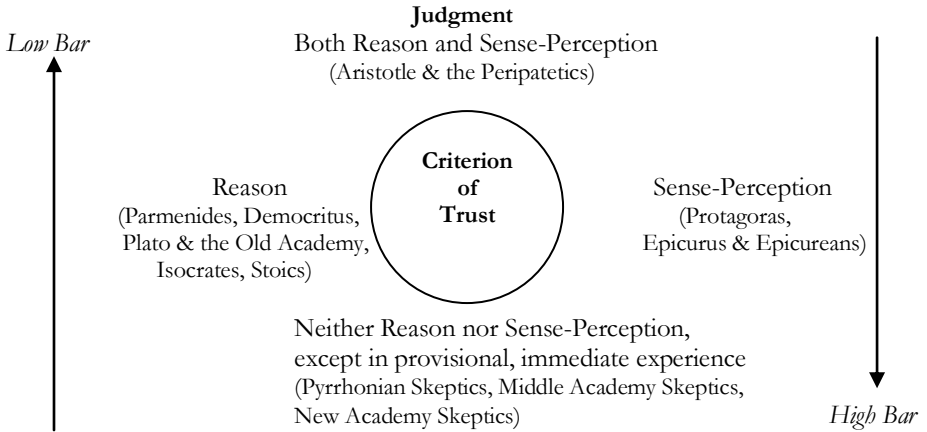 Judgment
Low Bar
Both Reason and Sense-Perception
(Aristotle & the Peripatetics)
Criterion
of
Trust
Reason
(Parmenides, Democritus,
Plato & the Old Academy,
Isocrates, Stoics)
Sense-Perception
(Protagoras,
Epicurus & Epicureans)
Neither Reason nor Sense-Perception,
except in provisional, immediate experience
(Pyrrhonian Skeptics, Middle Academy Skeptics,
New Academy Skeptics)
High Bar